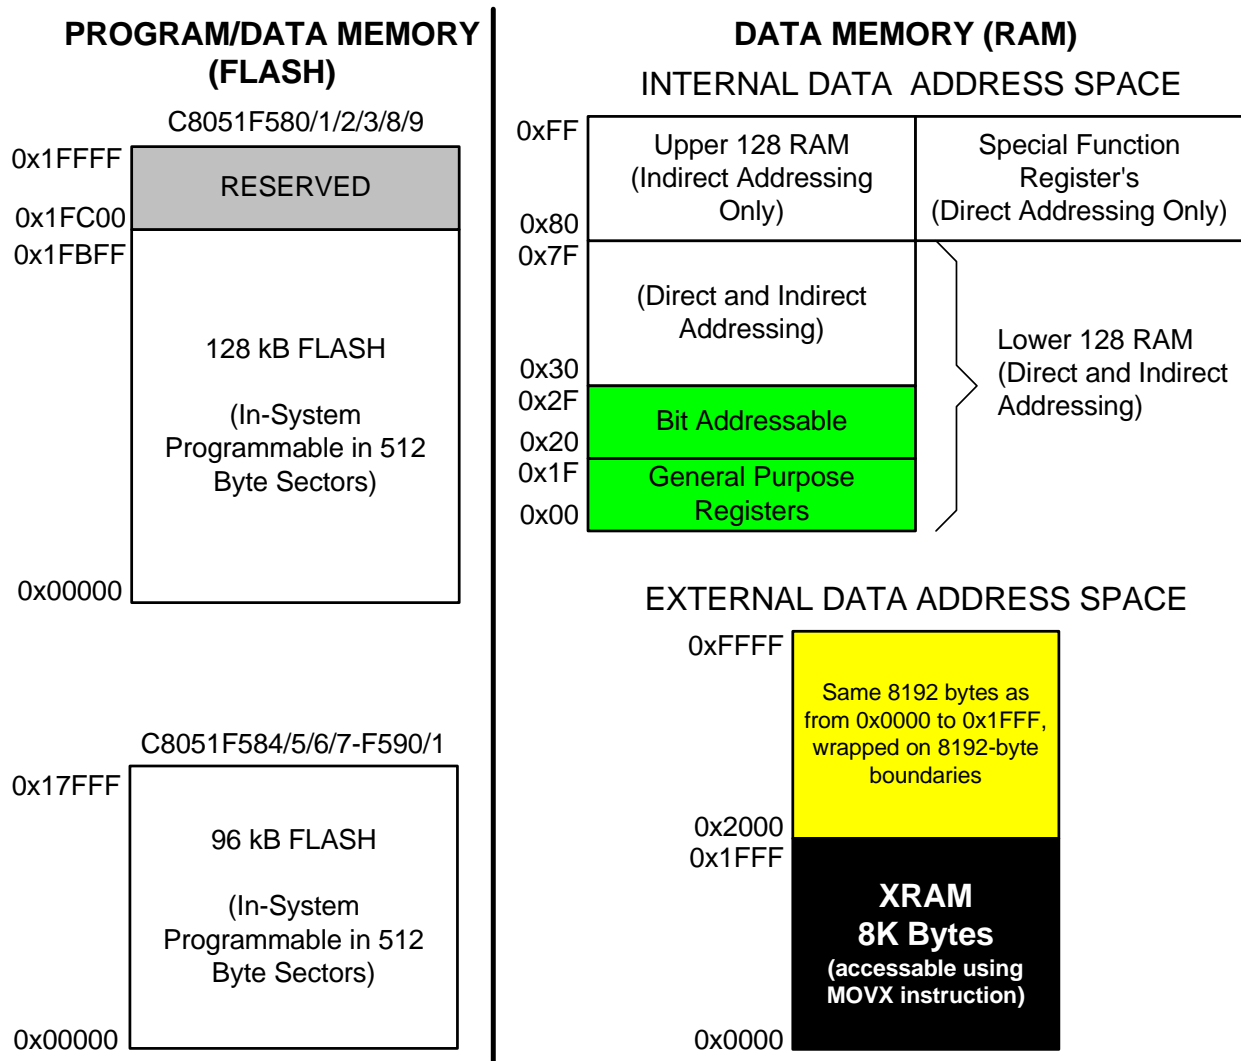 PROGRAM/DATA MEMORY
(FLASH)
C8051F580/1/2/3/8/9
0x1FFFF
RESERVED
0x1FC00
0x1FBFF
128 kB FLASH
(In-System
Programmable in 512
Byte Sectors)
0x00000
C8051F584/5/6/7-F590/1
0x17FFF
96 kB FLASH
(In-System
Programmable in 512
Byte Sectors)
0x00000
DATA MEMORY (RAM)
INTERNAL DATA ADDRESS SPACE
0xFF
Upper 128 RAM
(Indirect Addressing
Only)
0x80
Special Function
Register's
(Direct Addressing Only)
0x7F
(Direct and Indirect
Addressing)
0x30
Lower 128 RAM
(Direct and Indirect
Addressing)
0x2F
Bit Addressable
0x20
0x1F
General Purpose
Registers
0x00
EXTERNAL DATA ADDRESS SPACE
0xFFFF
Same 8192 bytes as
from 0x0000 to 0x1FFF,
wrapped on 8192-byte
boundaries
0x2000
0x1FFF
XRAM
8K Bytes
(accessable using
MOVX instruction)
0x0000